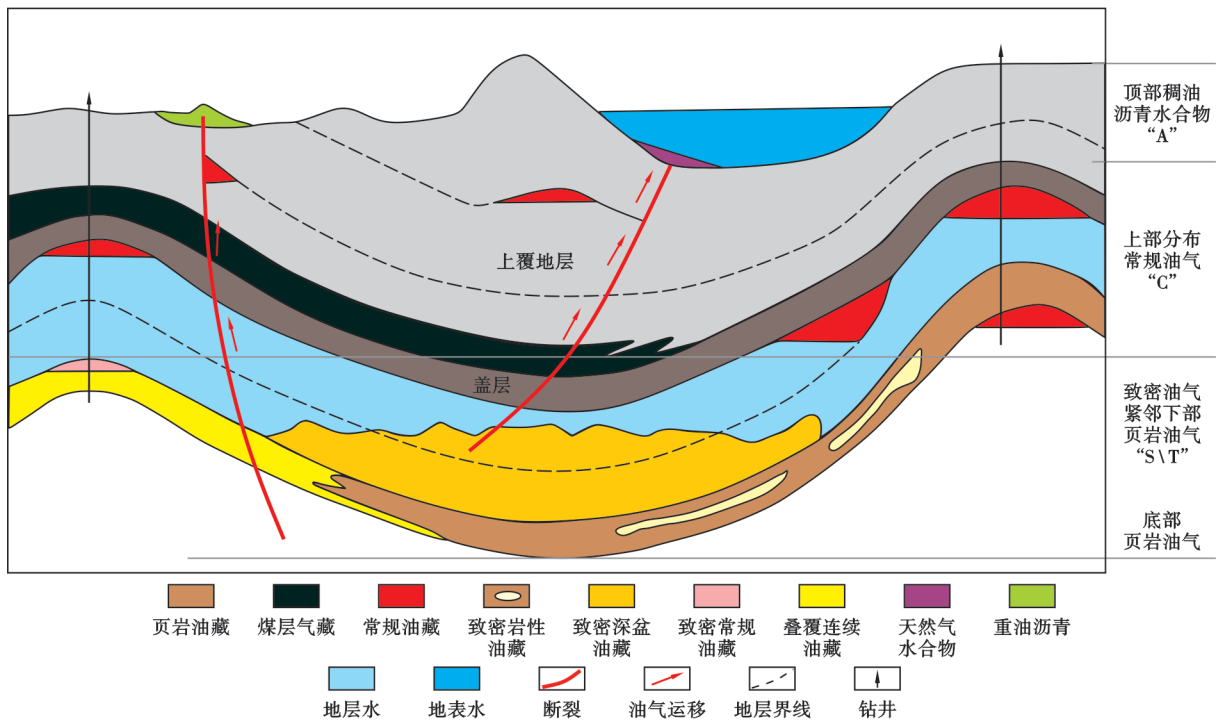 顶部稠油
沥青水合物
“A”
上部分布
常规油气
“C”
上覆地层
盖层
致密油气
紧邻下部
页岩油气
“S\T”
底部
页岩油气
页岩油藏
煤层气藏
常规油藏
致密岩性
油藏
致密深盆
油藏
致密常规
油藏
叠覆连续
油藏
天然气
水合物
重油沥青
地层水
地表水
断裂
油气运移
地层界线
钻井